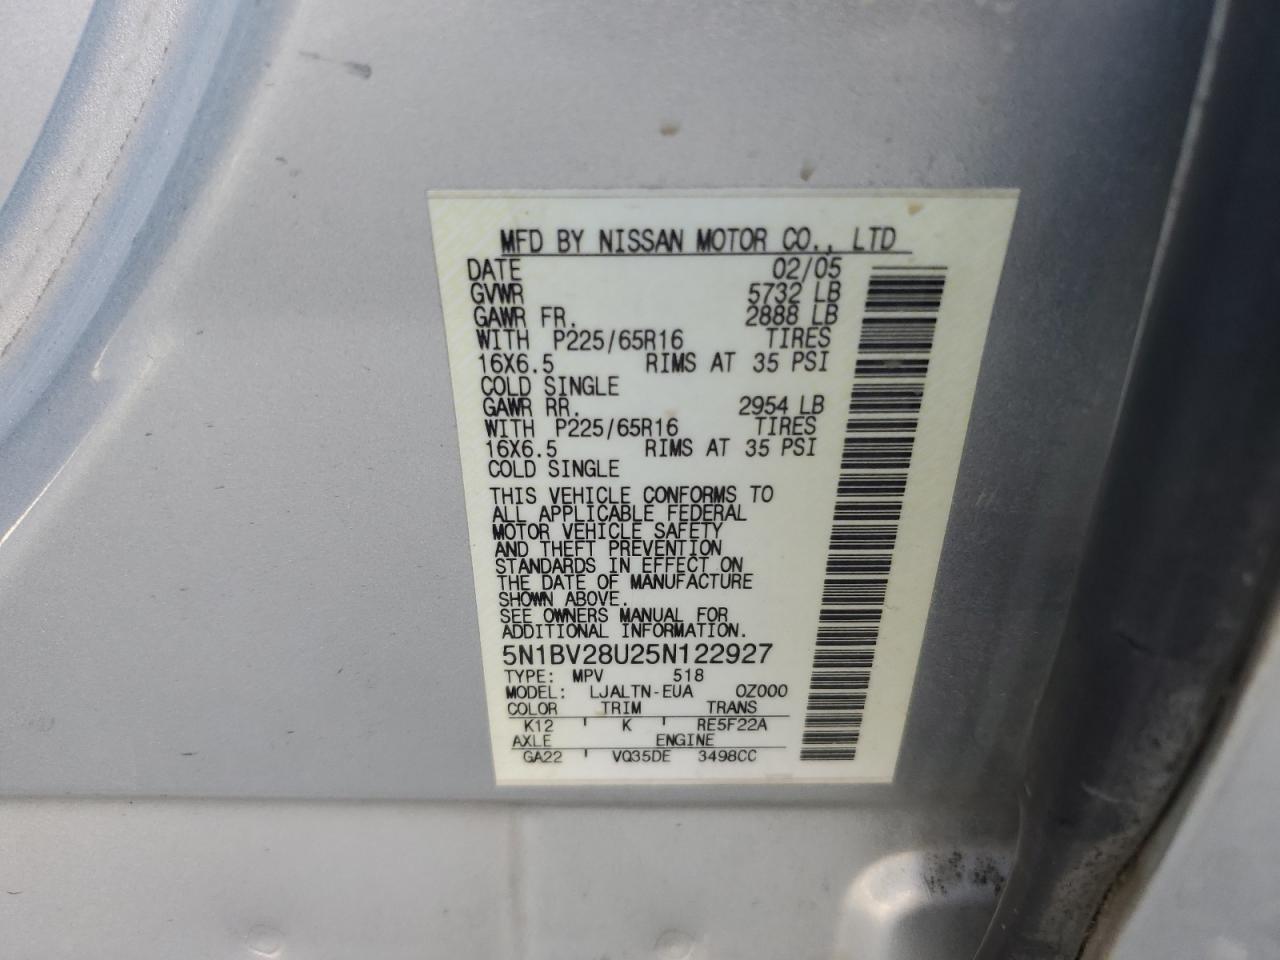 MFD BY NISSAN MOTOR CO., LTD
DATE 02/05
GVWR 5732 LB
GAWR FR. 2888 LB
WITH P225/65R16 TIRES
16X6.5 RIMS AT 35 PSI
COLD SINGLE
GAWR RR. 2954 LB
WITH P225/65R16 TIRES
16X6.5 RIMS AT 35 PSI
COLD SINGLE
THIS VEHICLE CONFORMS TO
ALL APPLICABLE FEDERAL
MOTOR VEHICLE SAFETY
AND THEFT PREVENTION
STANDARDS IN EFFECT ON
THE DATE OF MANUFACTURE
SHOWN ABOVE.
SEE OWNERS MANUAL FOR
ADDITIONAL INFORMATION.
5N1BV28U25N122927
TYPE: MPV 518
MODEL: LJALTN-EUA 0Z000
COLOR TRIM TRANS
K12 K RE5F22A
AXLE ENGINE
GA22 VQ35DE 3498CC